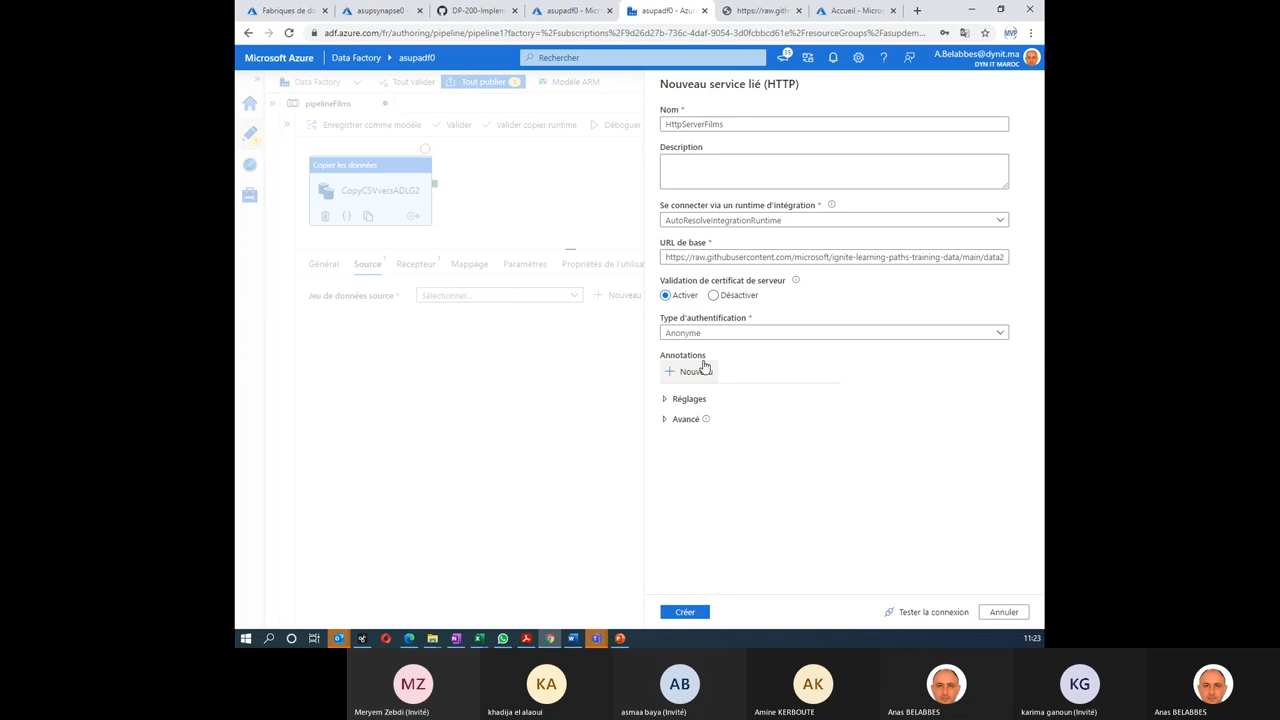 Fabriques de do
asupsynapse0 -
DP-200-Implem
asupadf0 - Micr
asupadf0 - Azu
https://raw.gith
Accueil - Micros
adf.azure.com/fr/authoring/pipeline/pipeline1?factory=%2Fsubscriptions%2F9d26d27b-736c-4daf-9054-3d0fcbbcd61e%2FresourceGroups%2Fasupdem...
Microsoft Azure
Data Factory
asupadf0
Rechercher
35
A.Belabbes@dynit.ma
DYN IT MAROC
Data Factory
Tout valider
Tout publier 1
Modèle ARM
pipelineFilms
Enregistrer comme modèle
Valider
Valider copier runtime
Déboguer
Copier les données
CopyCSVversADLG2
Général
Source 1
Récepteur 1
Mappage
Paramètres
Propriétés de l'utilisa
Jeu de données source *
Sélectionner...
Nouveau
Nouveau service lié (HTTP)
Nom *
HttpServerFilms
Description
Se connecter via un runtime d'intégration *
AutoResolveIntegrationRuntime
URL de base *
https://raw.githubusercontent.com/microsoft/ignite-learning-paths-training-data/main/data2
Validation de certificat de serveur
Activer
Désactiver
Type d'authentification *
Anonyme
Annotations
Nouveau
Réglages
Avancé
Créer
Tester la connexion
Annuler
11:23
MZ
Meryem Zebdi (Invité)
KA
khadija el alaoui
AB
asmaa baya (Invité)
AK
Amine KERBOUTE
Anas BELABBES
KG
karima ganoun (Invité)
Anas BELABBES